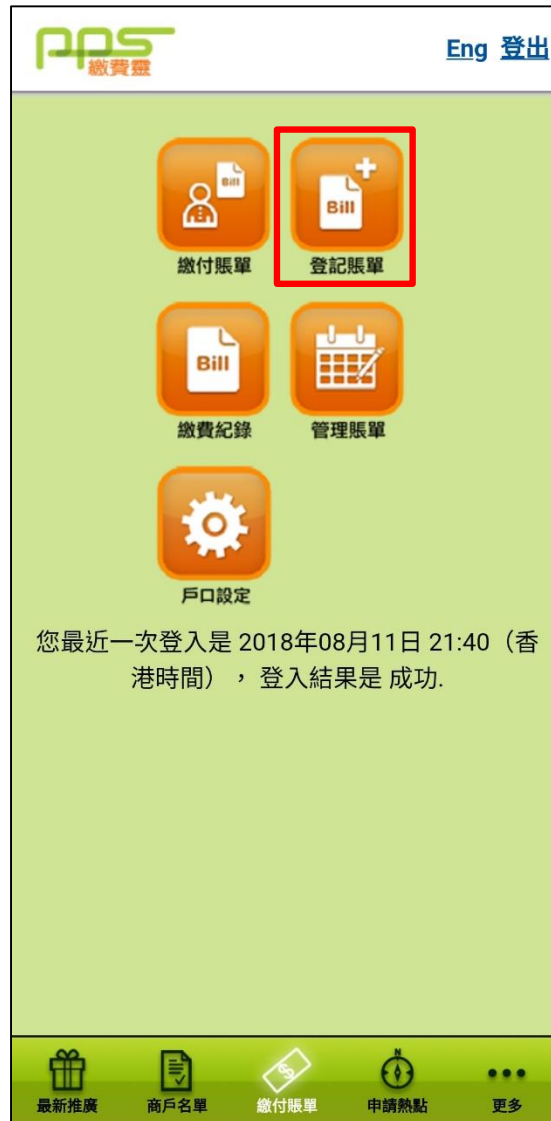 pps
繳費靈
Eng 登出
Bill
Bill
繳付賬單 登記賬單
Bill
繳費紀錄 管理賬單
戶口設定
您最近一次登入是 2018年08月11日 21:40（香
港時間），登入結果是 成功.
N
$
最新推廣 商戶名單 繳付賬單 申請熱點 更多